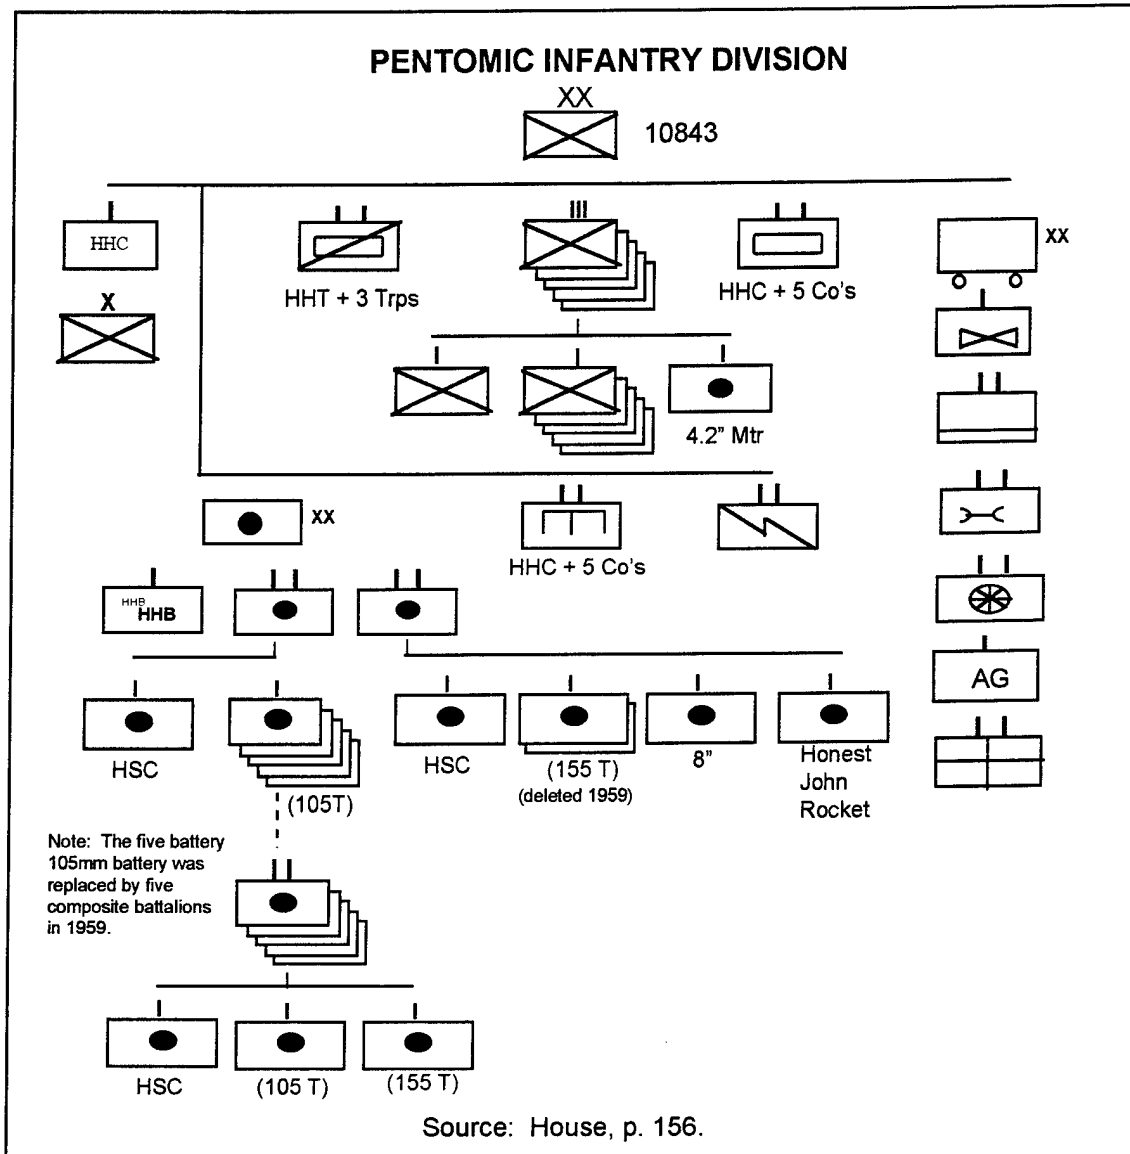 PENTOMIC INFANTRY DIVISION
XX
10843
HHC
HHT + 3 Trps
III
HHC + 5 Co's
XX
X
4.2" Mtr
XX
HHC + 5 Co's
HHB
HHB
AG
HSC
(105T)
HSC
(155 T)
(deleted 1959)
8"
Honest
John
Rocket
Note: The five battery
105mm battery was
replaced by five
composite battalions
in 1959.
HSC
(105 T)
(155 T)
Source: House, p. 156.